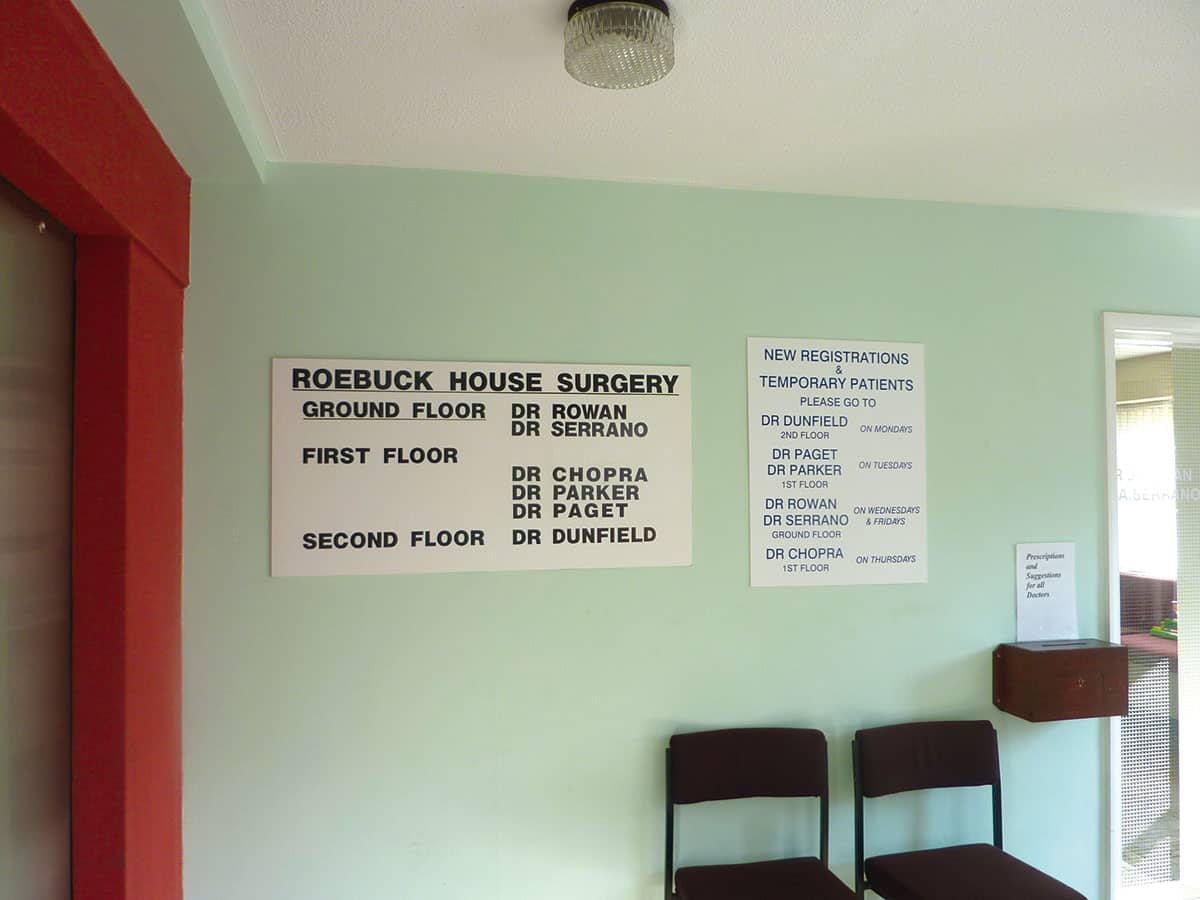 ROEBUCK HOUSE SURGERY
GROUND FLOOR DR ROWAN
DR SERRANO
FIRST FLOOR
DR CHOPRA
DR PARKER
DR PAGET
SECOND FLOOR DR DUNFIELD
NEW REGISTRATIONS
&
TEMPORARY PATIENTS
PLEASE GO TO
DR DUNFIELD ON MONDAYS
2ND FLOOR
DR PAGET
DR PARKER ON TUESDAYS
1ST FLOOR
DR ROWAN ON WEDNESDAYS
DR SERRANO & FRIDAYS
GROUND FLOOR
DR CHOPRA ON THURSDAYS
1ST FLOOR
Prescriptions
and
Suggestions
for all
Doctors
SERRANO